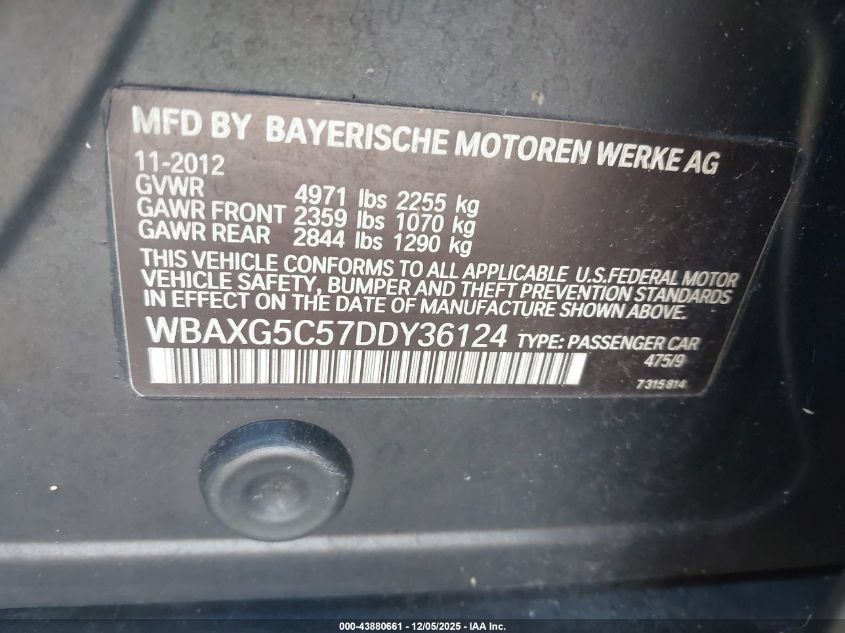 MFD BY BAYERISCHE MOTOREN WERKE AG
11-2012
GVWR 4971 lbs 2255 kg
GAWR FRONT 2359 lbs 1070 kg
GAWR REAR 2844 lbs 1290 kg
THIS VEHICLE CONFORMS TO ALL APPLICABLE U.S.FEDERAL MOTOR
VEHICLE SAFETY, BUMPER AND THEFT PREVENTION STANDARDS
IN EFFECT ON THE DATE OF MANUFACTURE SHOWN ABOVE.
WBAXG5C57DDY36124 TYPE: PASSENGER CAR
475/9
7 315 814
000-43880661 - 12/05/2025 - IAA Inc.